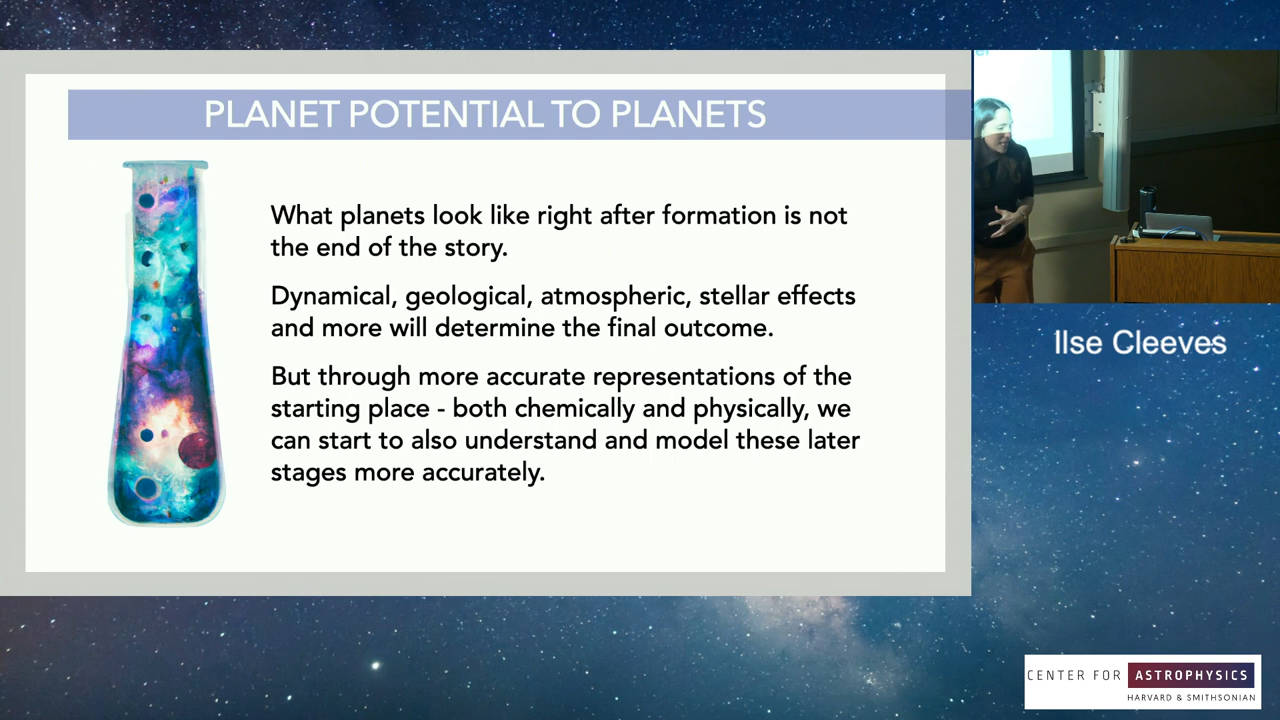 PLANET POTENTIAL TO PLANETS
What planets look like right after formation is not
the end of the story.
Dynamical, geological, atmospheric, stellar effects
and more will determine the final outcome.
But through more accurate representations of the
starting place - both chemically and physically, we
can start to also understand and model these later
stages more accurately.
Ilse Cleeves
CENTER FOR ASTROPHYSICS
HARVARD & SMITHSONIAN